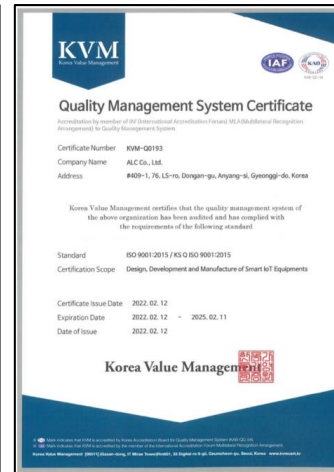 KVM
Korea Value Management
IAF
KAB
Quality Management System Certificate
Accreditation by member of IAF (International Accreditation Forum) MLA(Multilateral Recognition
Arrangement) to Quality Management System
Certificate Number KVM-Q0193
Company Name ALC Co., Ltd.
Address #409-1, 76, LS-ro, Dongan-gu, Anyang-si, Gyeonggi-do, Korea
Korea Value Management certifies that the quality management system of
the above organization has been audited and has complied with
the requirements of the following standard
Standard ISO 9001:2015 / KS Q ISO 9001:2015
Certification Scope Design, Development and Manufacture of Smart IoT Equipments
Certificate Issue Date 2022. 02. 12
Expiration Date 2022. 02. 12 - 2025. 02. 11
Date of Issue 2022. 02. 12
Korea Value Management